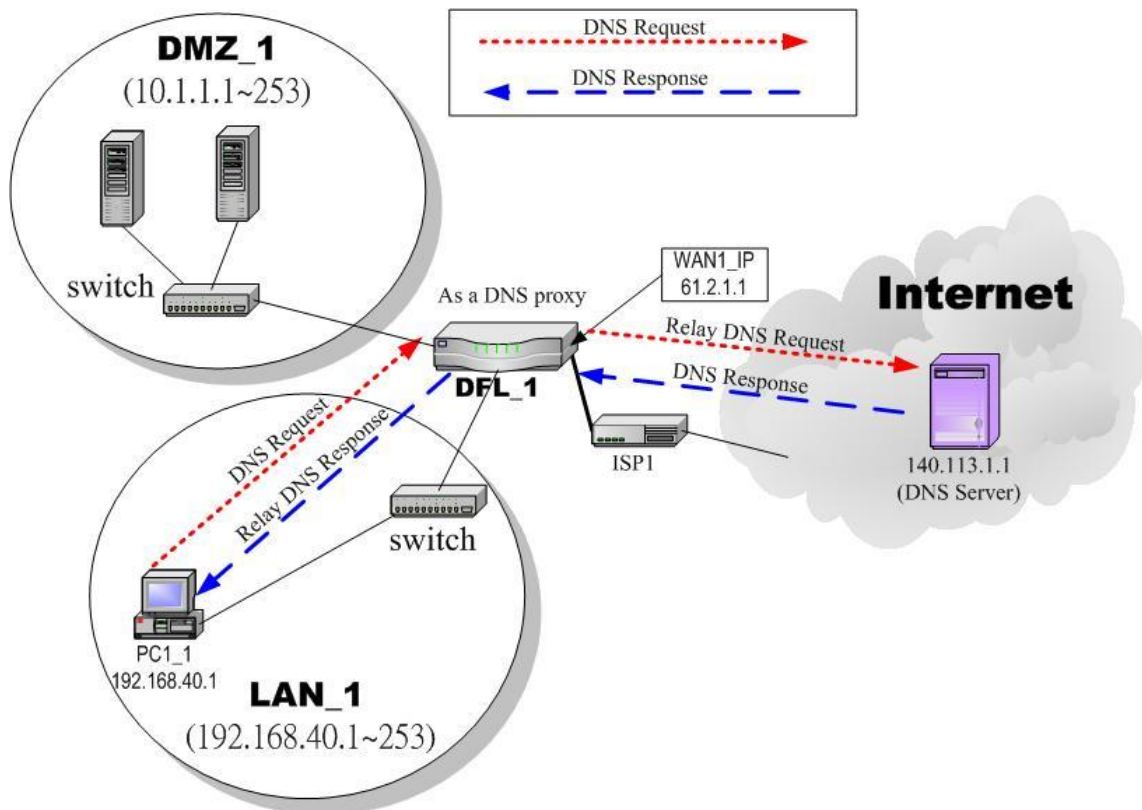 DMZ_1
(10.1.1.1~253)
DNS Request
DNS Response
switch
As a DNS proxy
WAN1_IP
61.2.1.1
Internet
Relay DNS Request
DNS Response
DFL_1
ISP1
140.113.1.1
(DNS Server)
DNS Request
Relay DNS Response
switch
PC1_1
192.168.40.1
LAN_1
(192.168.40.1~253)